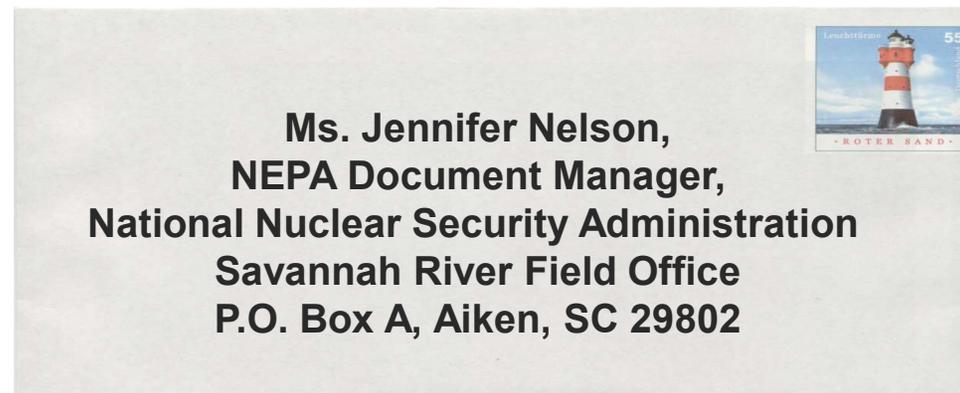 Leuchttürme 55
Ms. Jennifer Nelson,
NEPA Document Manager,
National Nuclear Security Administration
Savannah River Field Office
P.O. Box A, Aiken, SC 29802
· ROTER SAND ·